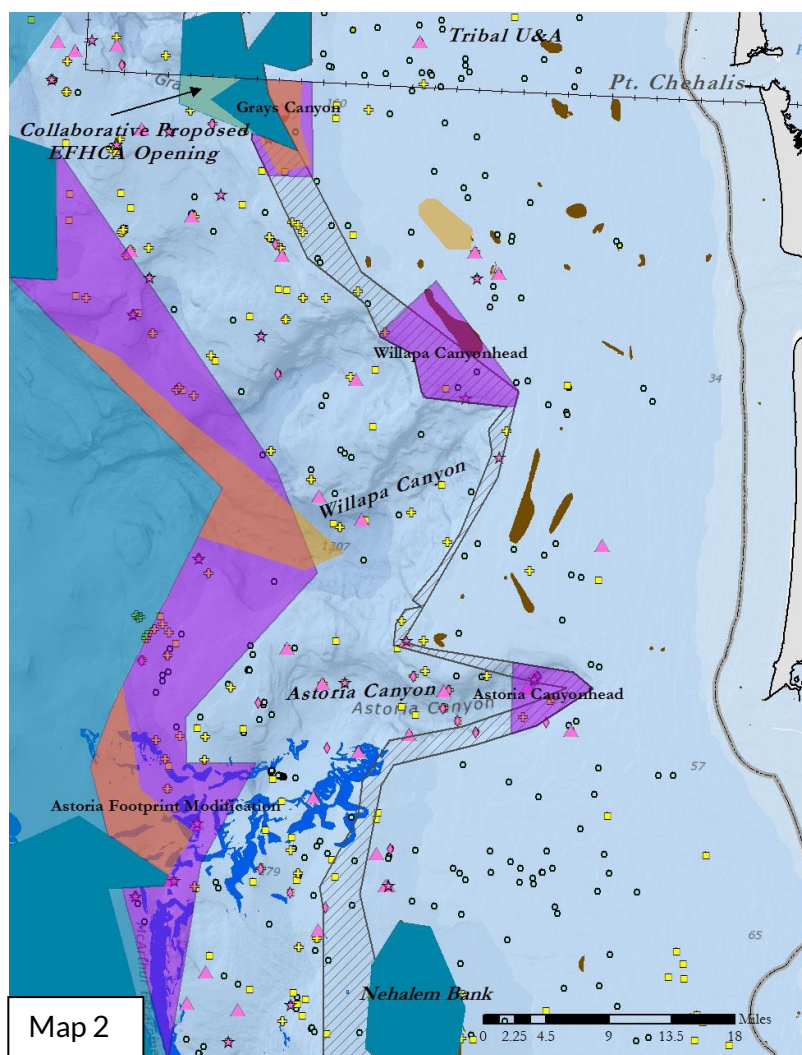 Tribal U&A
Pt. Chehalis
Gra
Grays Canyon
Collaborative Proposed
EFHCA Opening
Willapa Canyonhead
34
Willapa Canyon
1307
Astoria Canyon
Astoria Canyon
Astoria Canyonhead
57
Astoria Footprint Modification
79
65
Nehalem Bank
Map 2
Miles
0 2.25 4.5 9 13.5 18